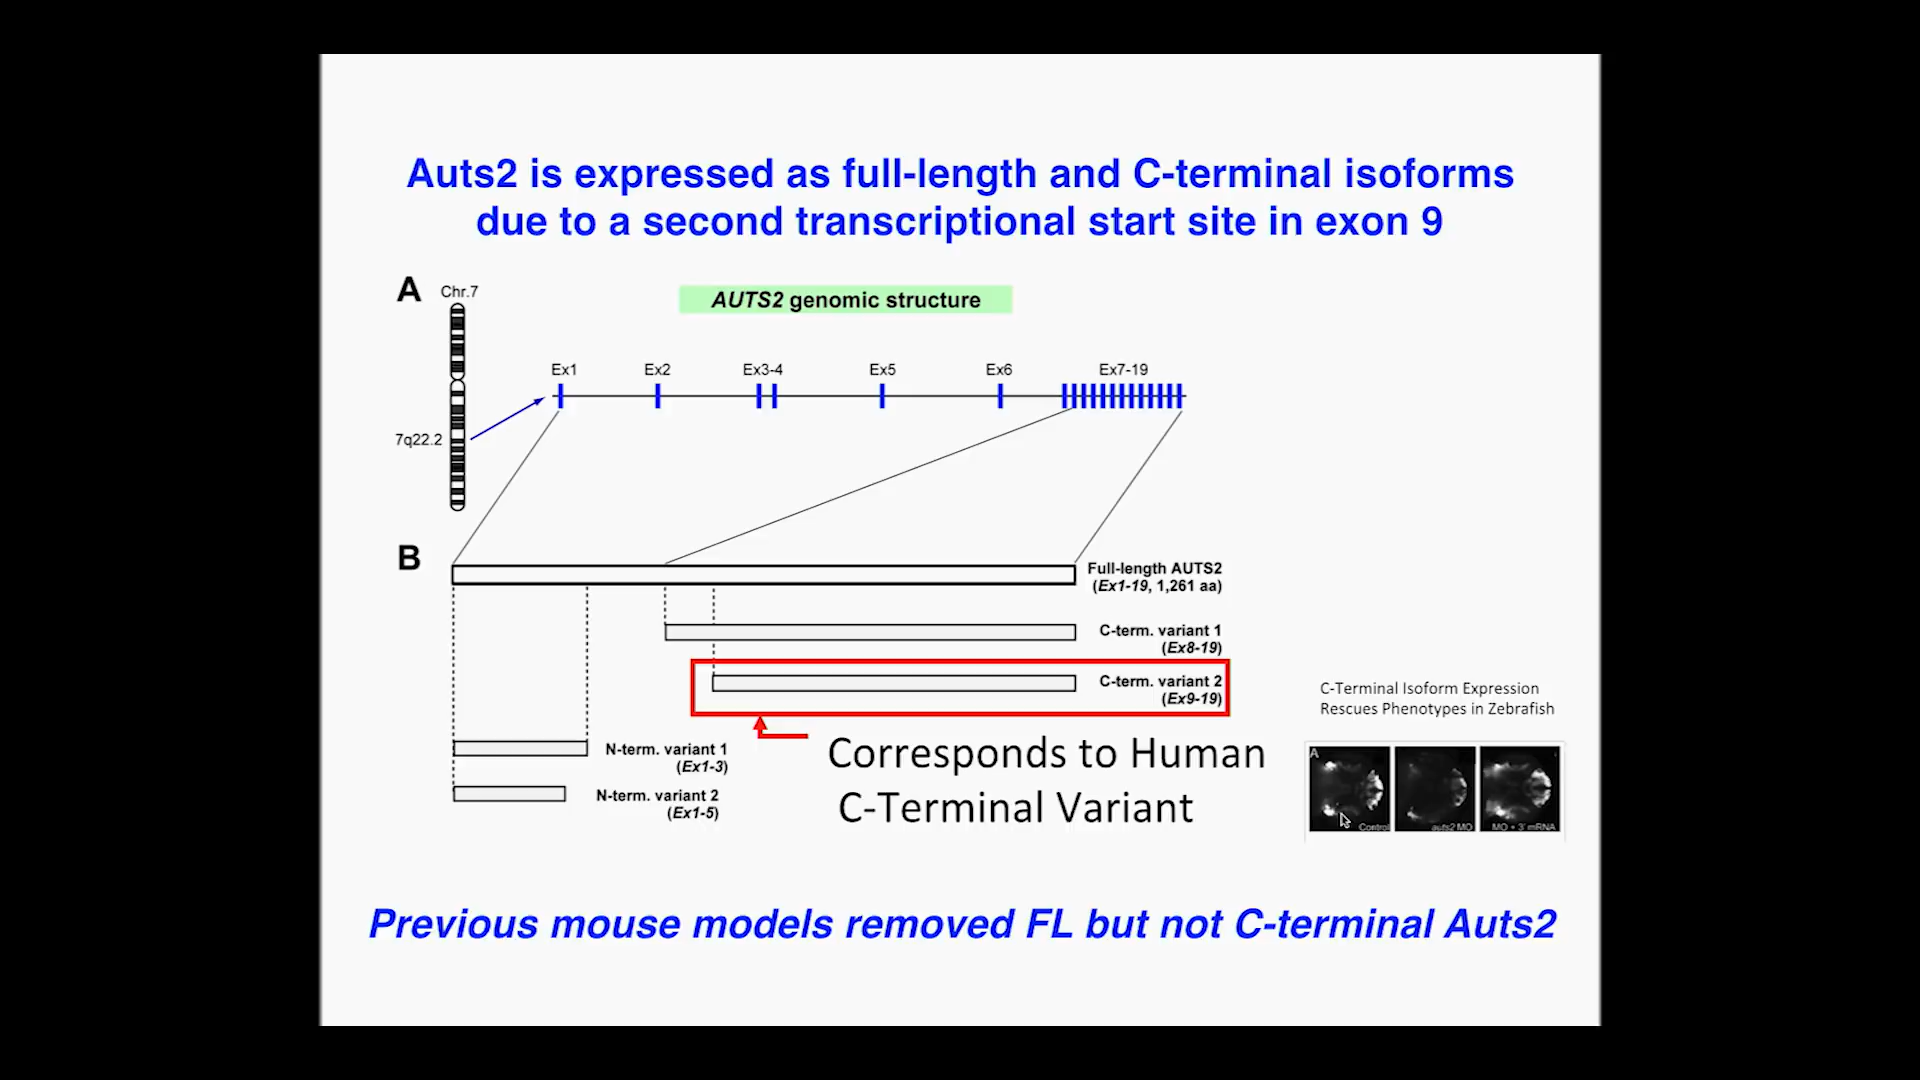 Auts2 is expressed as full-length and C-terminal isoforms
due to a second transcriptional start site in exon 9
A
Chr.7
AUTS2 genomic structure
Ex1
Ex2
Ex3-4
Ex5
Ex6
Ex7-19
7q22.2
B
Full-length AUTS2
(Ex1-19, 1,261 aa)
C-term. variant 1
(Ex8-19)
C-term. variant 2
(Ex9-19)
N-term. variant 1
(Ex1-3)
N-term. variant 2
(Ex1-5)
Corresponds to Human
C-Terminal Variant
C-Terminal Isoform Expression
Rescues Phenotypes in Zebrafish
A
Control
auts2 MO
MO + 3' mRNA
Previous mouse models removed FL but not C-terminal Auts2